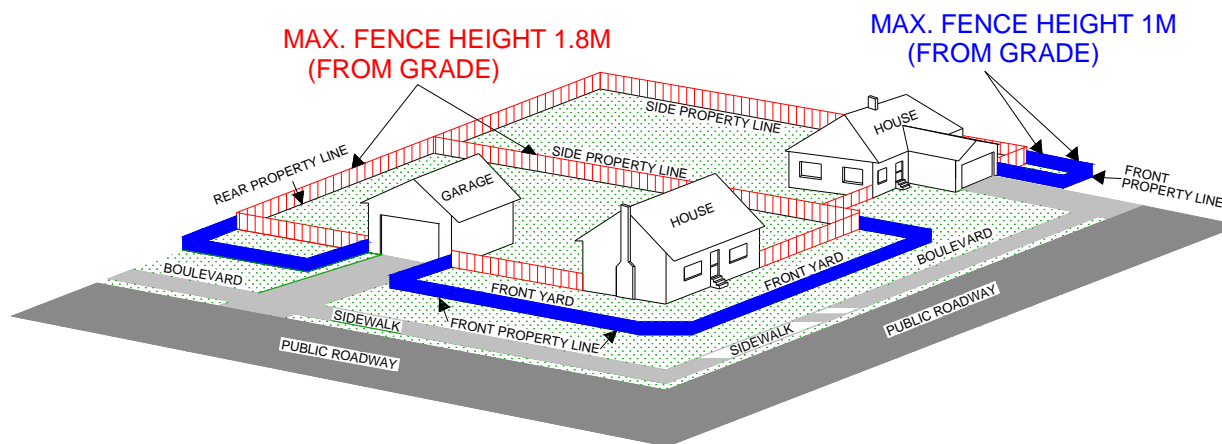 MAX. FENCE HEIGHT 1.8M
(FROM GRADE)
MAX. FENCE HEIGHT 1M
(FROM GRADE)
SIDE PROPERTY LINE
HOUSE
SIDE PROPERTY LINE
REAR PROPERTY LINE
GARAGE
FRONT
PROPERTY LINE
HOUSE
BOULEVARD
FRONT YARD
FRONT YARD
BOULEVARD
SIDEWALK
FRONT PROPERTY LINE
SIDEWALK
PUBLIC ROADWAY
PUBLIC ROADWAY